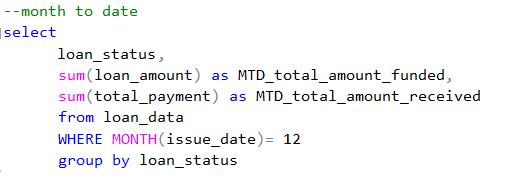 --month to date
select
loan_status,
sum(loan_amount) as MTD_total_amount_funded,
sum(total_payment) as MTD_total_amount_received
from loan_data
WHERE MONTH(issue_date)= 12
group by loan_status